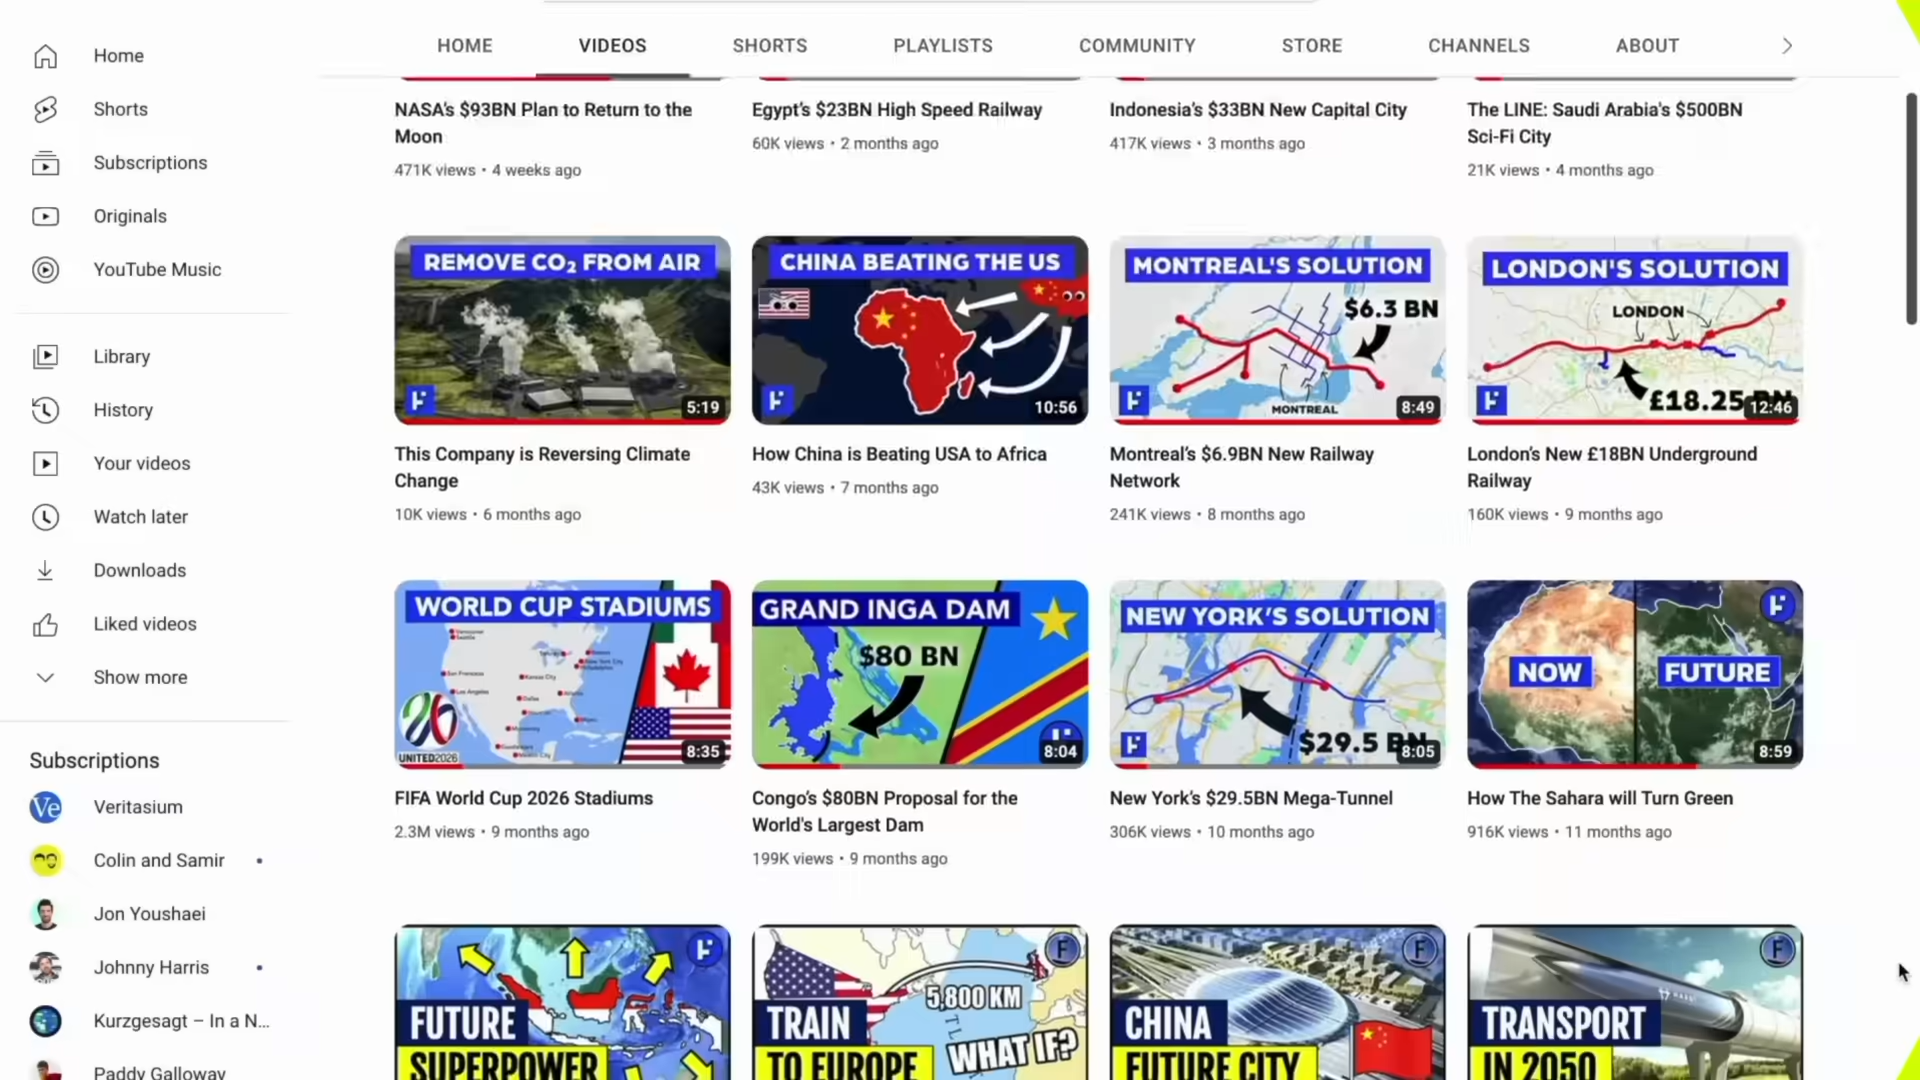 HOME
VIDEOS
SHORTS
PLAYLISTS
COMMUNITY
STORE
CHANNELS
ABOUT
Home
Shorts
Subscriptions
Originals
YouTube Music
Library
History
Your videos
Watch later
Downloads
Liked videos
Show more
Subscriptions
Veritasium
Colin and Samir
Jon Youshaei
Johnny Harris
Kurzgesagt – In a N...
Paddy Galloway
NASA's $93BN Plan to Return to the
Moon
471K views • 4 weeks ago
Egypt's $23BN High Speed Railway
60K views • 2 months ago
Indonesia's $33BN New Capital City
417K views • 3 months ago
The LINE: Saudi Arabia's $500BN
Sci-Fi City
21K views • 4 months ago
REMOVE CO₂ FROM AIR
5:19
This Company is Reversing Climate
Change
10K views • 6 months ago
CHINA BEATING THE US
10:56
How China is Beating USA to Africa
43K views • 7 months ago
MONTREAL'S SOLUTION
$6.3 BN
MONTREAL
8:49
Montreal's $6.9BN New Railway
Network
241K views • 8 months ago
LONDON'S SOLUTION
LONDON
£18.25 BN
12:46
London's New £18BN Underground
Railway
160K views • 9 months ago
WORLD CUP STADIUMS
UNITED2026
8:35
FIFA World Cup 2026 Stadiums
2.3M views • 9 months ago
GRAND INGA DAM
$80 BN
8:04
Congo's $80BN Proposal for the
World's Largest Dam
199K views • 9 months ago
NEW YORK'S SOLUTION
$29.5 BN
8:05
New York's $29.5BN Mega-Tunnel
306K views • 10 months ago
NOW
FUTURE
8:59
How The Sahara will Turn Green
916K views • 11 months ago
FUTURE
SUPERPOWER
5,800 KM
TRAIN
TO EUROPE
WHAT IF?
CHINA
FUTURE CITY
TRANSPORT
IN 2050